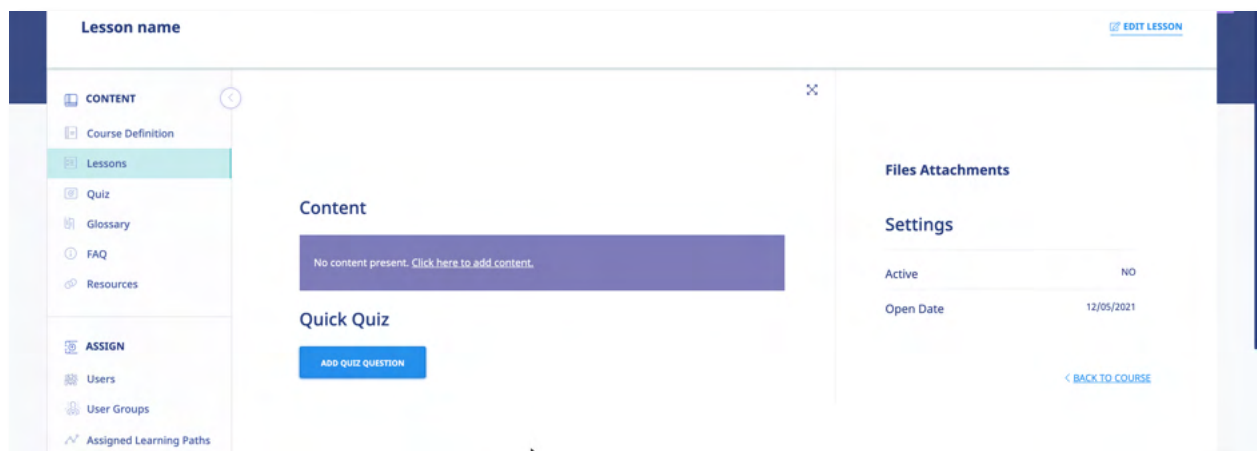 Lesson name
EDIT LESSON
CONTENT
Course Definition
Lessons
Quiz
Glossary
FAQ
Resources
ASSIGN
Users
User Groups
Assigned Learning Paths
Content
No content present. Click here to add content.
Quick Quiz
ADD QUIZ QUESTION
Files Attachments
Settings
Active NO
Open Date 12/05/2021
< BACK TO COURSE